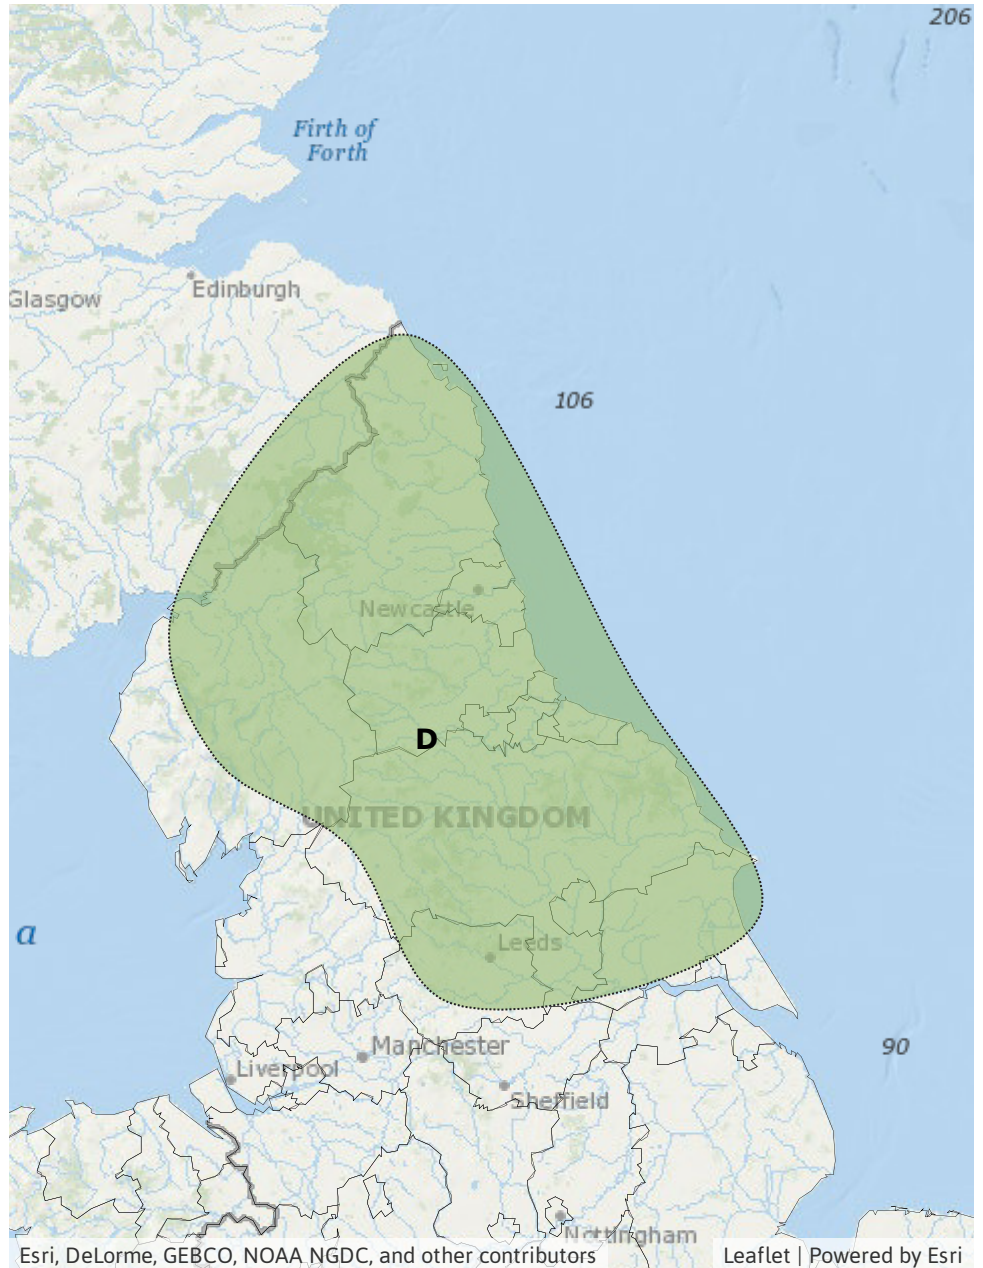 206
Firth of
Forth
Edinburgh
Glasgow
106
Newcastle
D
UNITED KINGDOM
a
Leeds
Manchester
90
Liverpool
Sheffield
Nottingham
Esri, DeLorme, GEBCO, NOAA NGDC, and other contributors
Leaflet | Powered by Esri